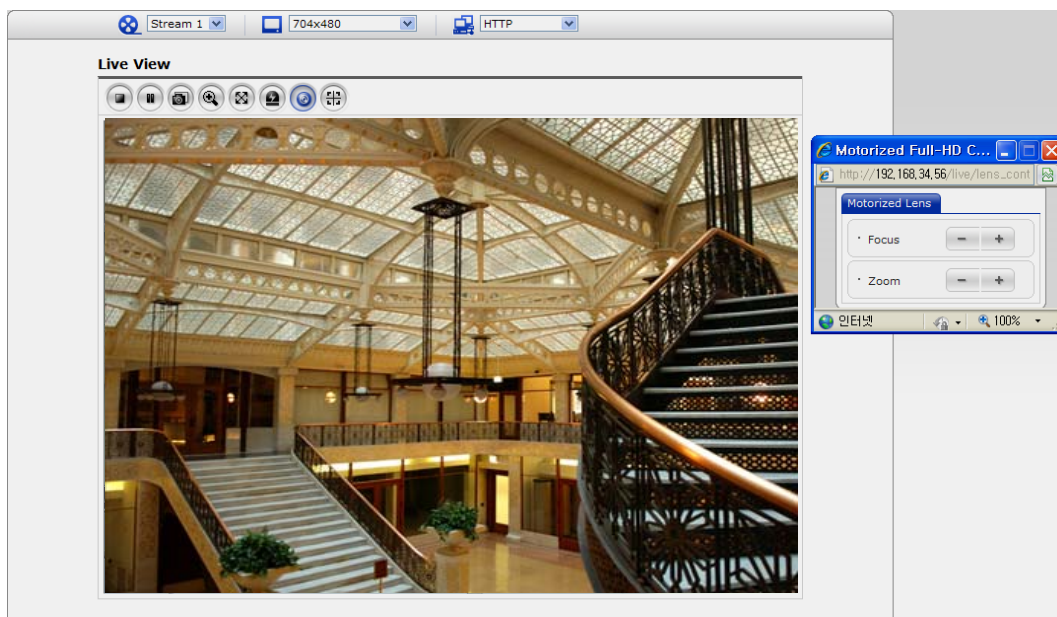 Stream 1
704x480
HTTP
Live View
Motorized Full-HD C...
http://192,168,34,56/live/lens_cont
Motorized Lens
· Focus
· Zoom
인터넷
100%